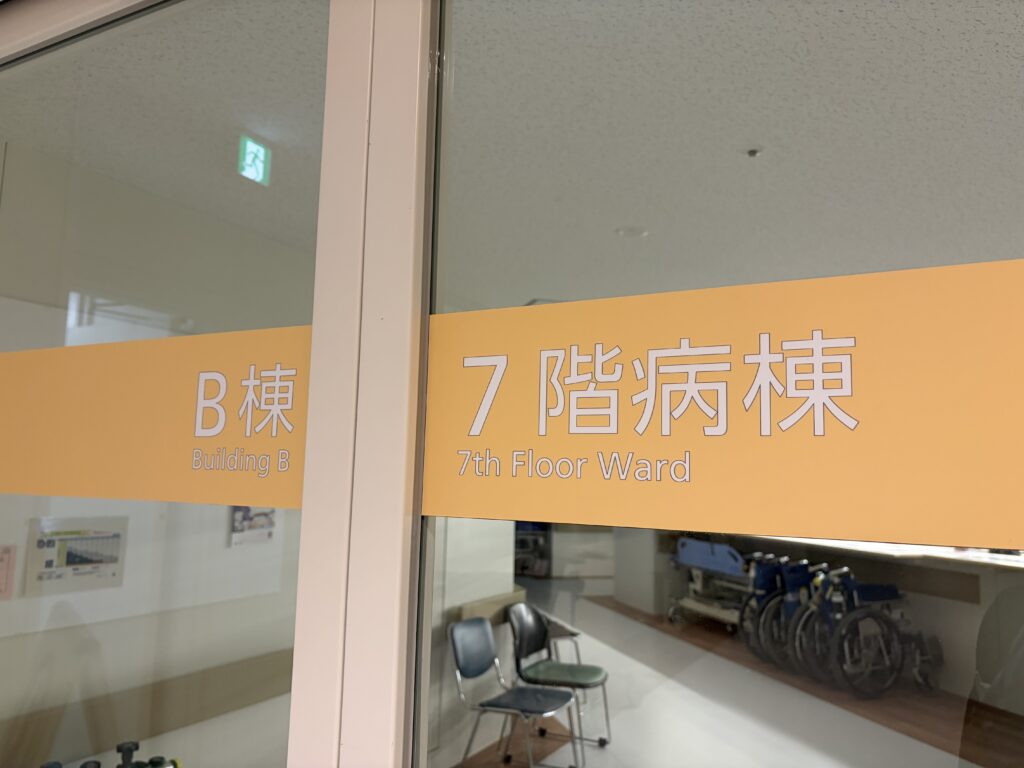 B棟
Building B
7階病棟
7th Floor Ward